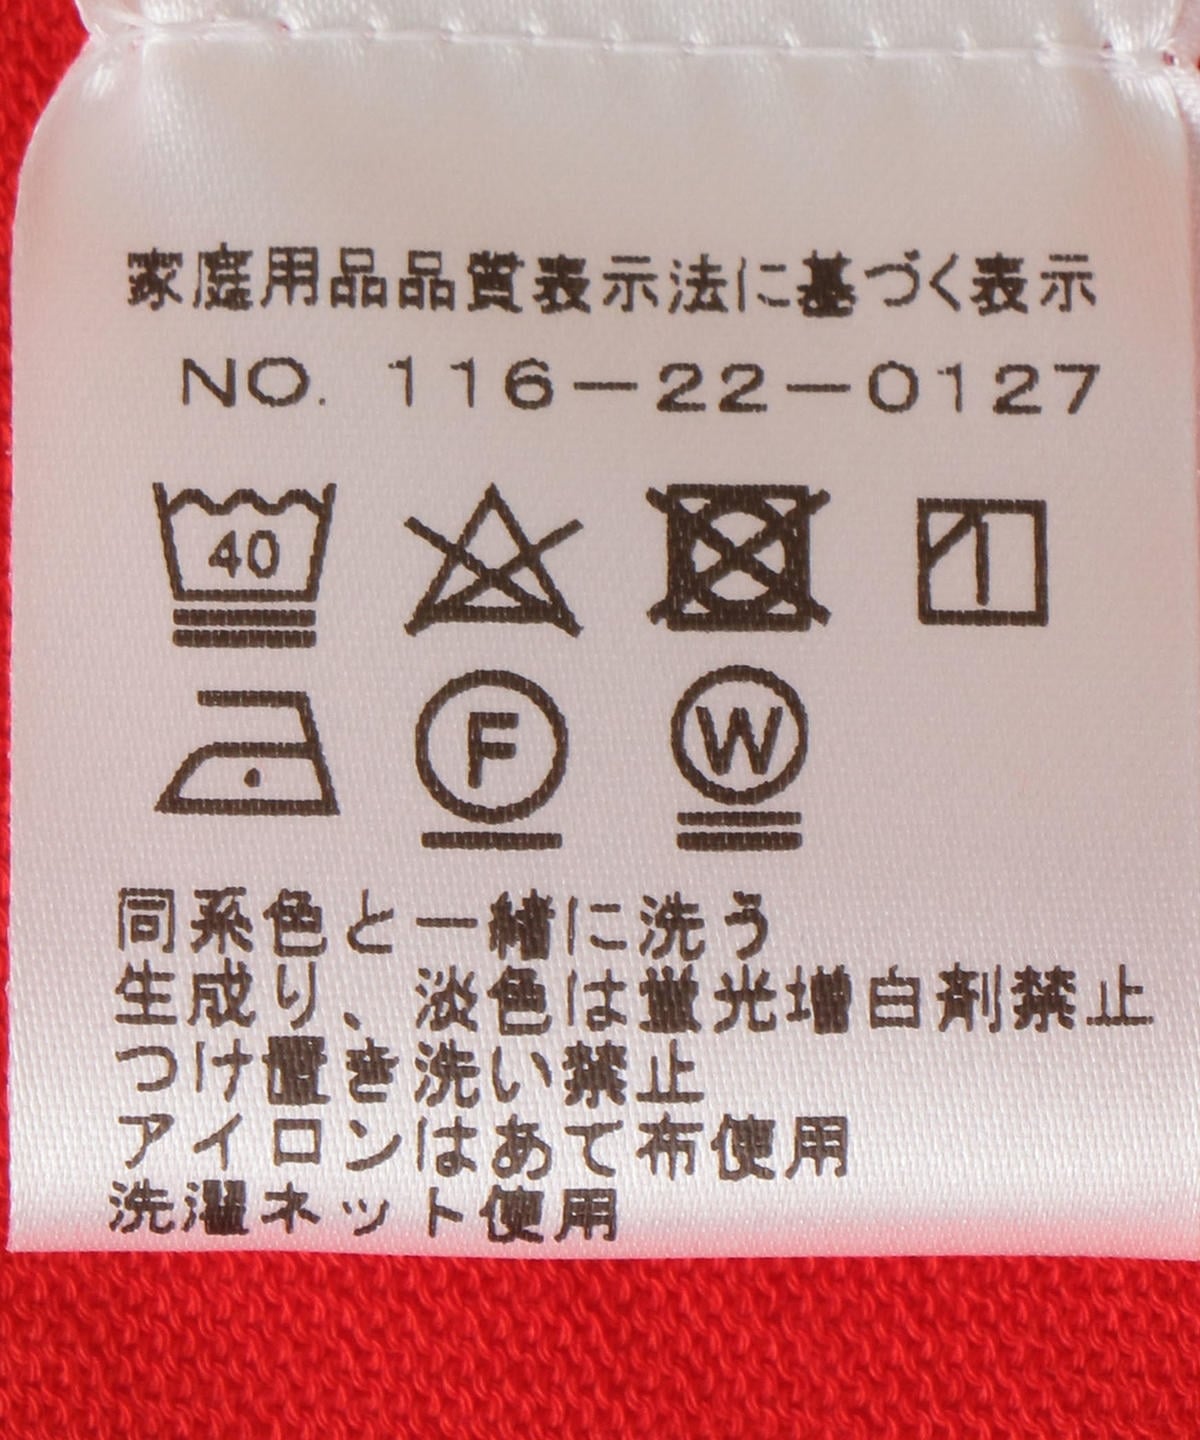 家庭用品品質表示法に基づく表示
NO. 116-22-0127
40
F W
同系色と一緒に洗う
生成り、淡色は蛍光増白剤禁止
つけ置き洗い禁止
アイロンはあて布使用
洗濯ネット使用